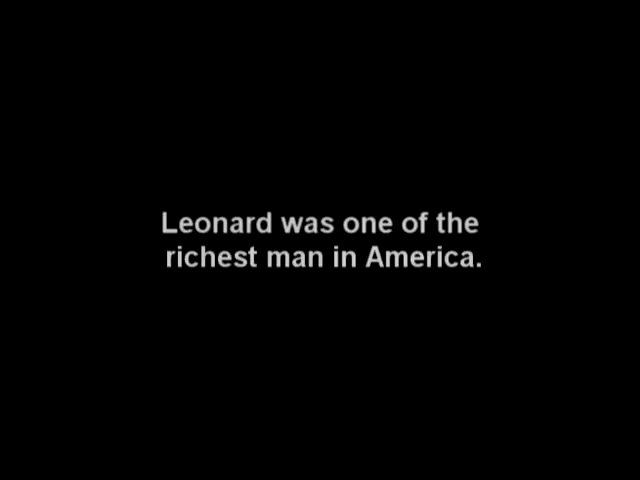 Leonard was one of the
richest man in America.